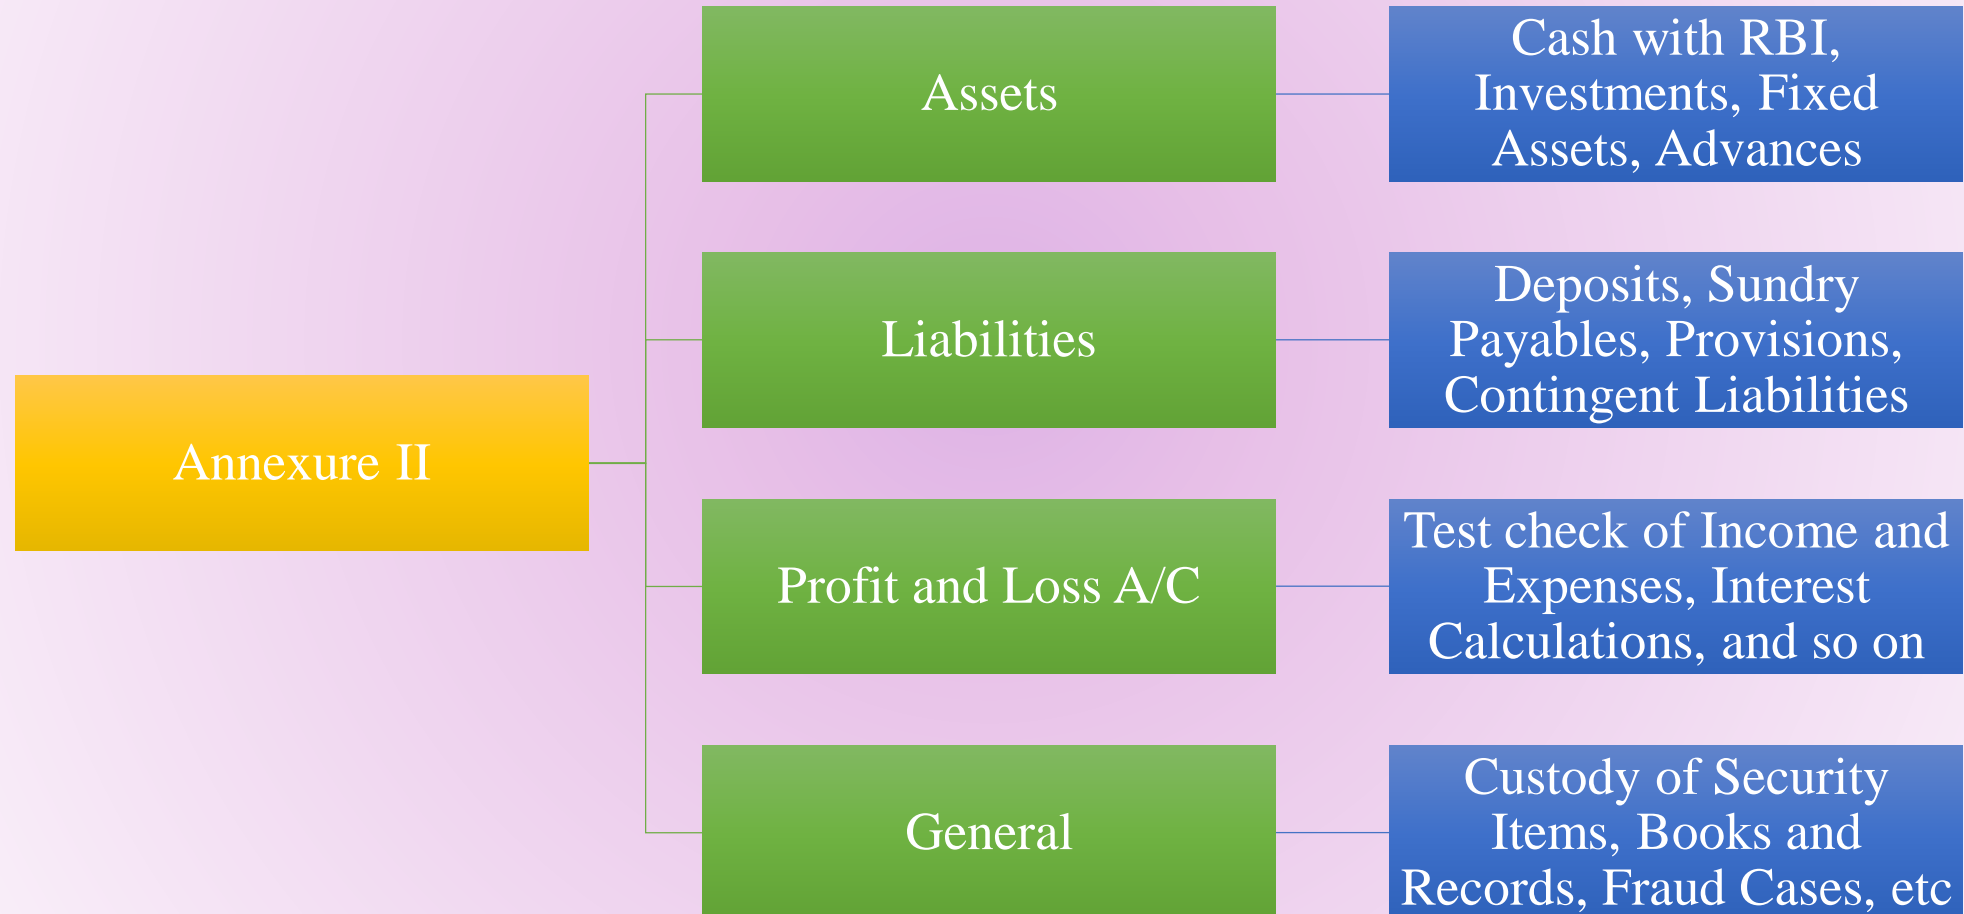 Annexure II
Assets
Cash with RBI,
Investments, Fixed
Assets, Advances
Liabilities
Deposits, Sundry
Payables, Provisions,
Contingent Liabilities
Profit and Loss A/C
Test check of Income and
Expenses, Interest
Calculations, and so on
General
Custody of Security
Items, Books and
Records, Fraud Cases, etc